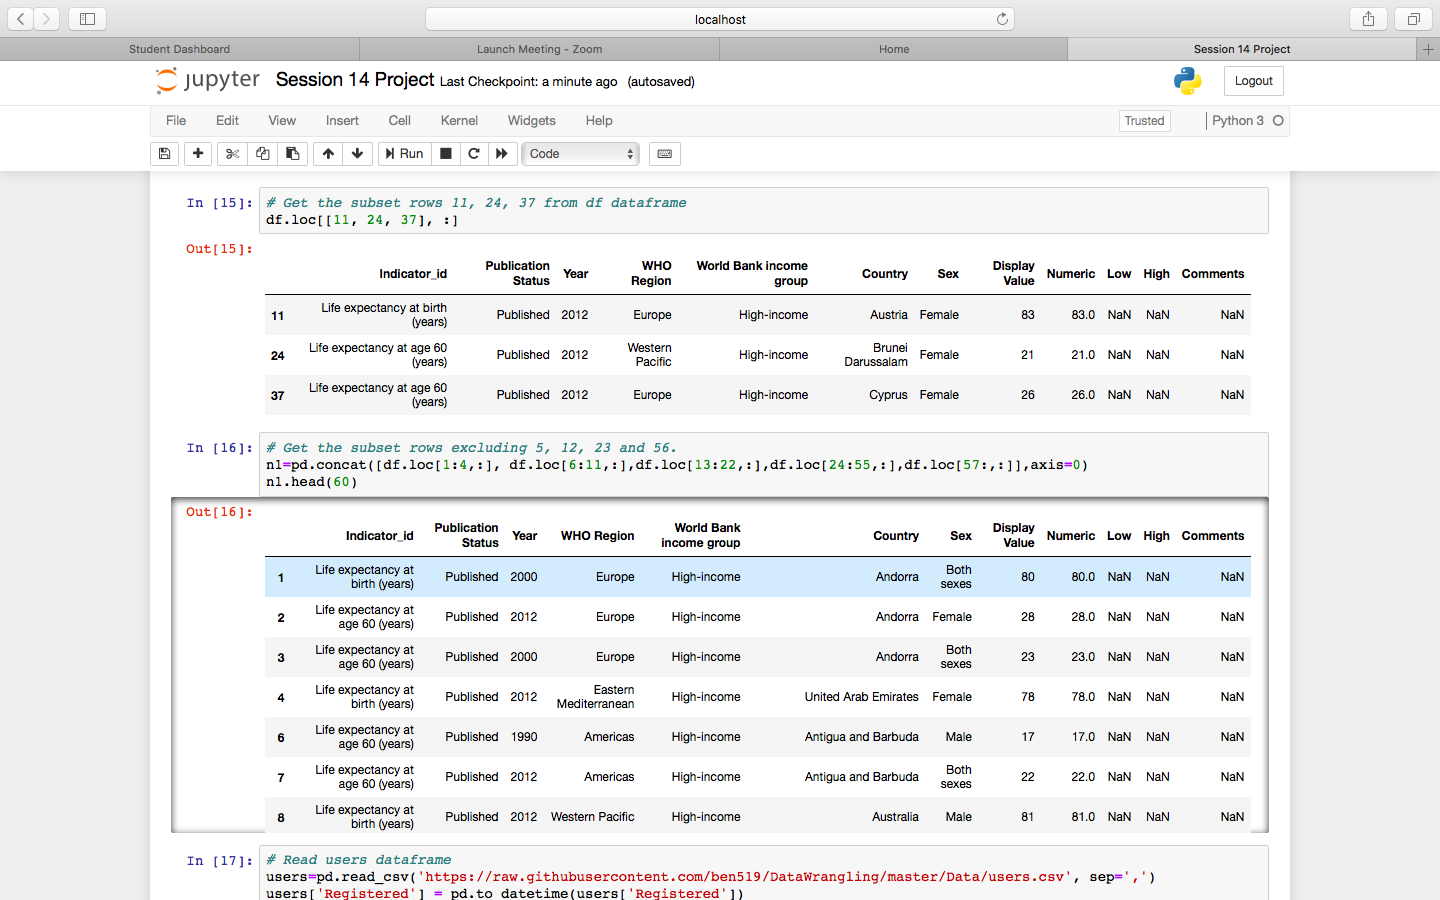 localhost
Student Dashboard
Launch Meeting - Zoom
Home
Session 14 Project
jupyter Session 14 Project Last Checkpoint: a minute ago (autosaved)
Logout
File Edit View Insert Cell Kernel Widgets Help
Trusted
Python 3
Run
Code
In [15]: # Get the subset rows 11, 24, 37 from df dataframe
df.loc[[11, 24, 37], :]
Out[15]:
Indicator_id Publication Status Year WHO Region World Bank income group Country Sex Display Value Numeric Low High Comments
11 Life expectancy at birth (years) Published 2012 Europe High-income Austria Female 83 83.0 NaN NaN NaN
24 Life expectancy at age 60 (years) Published 2012 Western Pacific High-income Brunei Darussalam Female 21 21.0 NaN NaN NaN
37 Life expectancy at age 60 (years) Published 2012 Europe High-income Cyprus Female 26 26.0 NaN NaN NaN
In [16]: # Get the subset rows excluding 5, 12, 23 and 56.
n1=pd.concat([df.loc[1:4,:], df.loc[6:11,:],df.loc[13:22,:],df.loc[24:55,:],df.loc[57:,:]],axis=0)
n1.head(60)
Out[16]:
Indicator_id Publication Status Year WHO Region World Bank income group Country Sex Display Value Numeric Low High Comments
1 Life expectancy at birth (years) Published 2000 Europe High-income Andorra Both sexes 80 80.0 NaN NaN NaN
2 Life expectancy at age 60 (years) Published 2012 Europe High-income Andorra Female 28 28.0 NaN NaN NaN
3 Life expectancy at age 60 (years) Published 2000 Europe High-income Andorra Both sexes 23 23.0 NaN NaN NaN
4 Life expectancy at birth (years) Published 2012 Eastern Mediterranean High-income United Arab Emirates Female 78 78.0 NaN NaN NaN
6 Life expectancy at age 60 (years) Published 1990 Americas High-income Antigua and Barbuda Male 17 17.0 NaN NaN NaN
7 Life expectancy at age 60 (years) Published 2012 Americas High-income Antigua and Barbuda Both sexes 22 22.0 NaN NaN NaN
8 Life expectancy at birth (years) Published 2012 Western Pacific High-income Australia Male 81 81.0 NaN NaN NaN
In [17]: # Read users dataframe
users=pd.read_csv('https://raw.githubusercontent.com/ben519/DataWrangling/master/Data/users.csv', sep=',')
users['Registered'] = pd.to_datetime(users['Registered'])